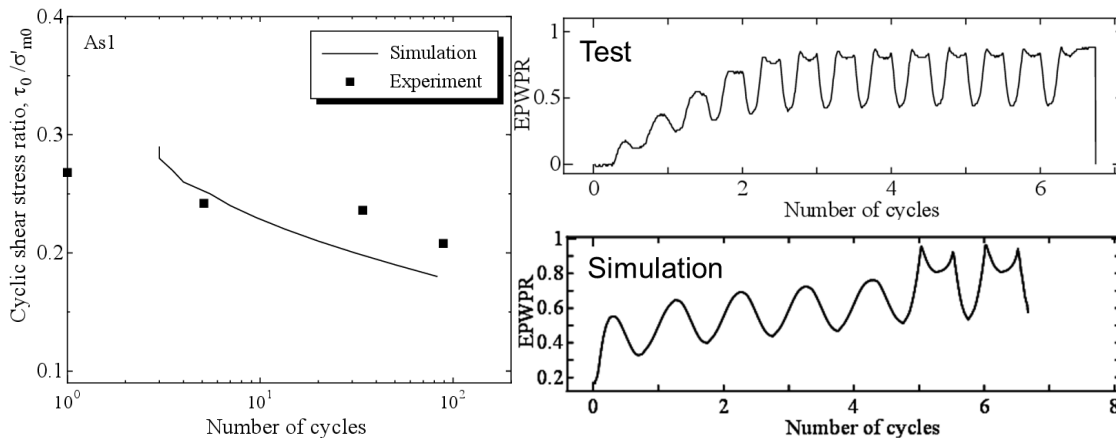 0.4
As1
Simulation
Experiment
0.3
0.2
0.1
Cyclic shear stress ratio, τ0 /σ'm0
10^0
10^1
10^2
Number of cycles
Test
1
0.5
0
EPWPR
0
2
4
6
Number of cycles
Simulation
1
0.8
0.6
0.4
0.2
EPWPR
0
2
4
6
8
Number of cycles